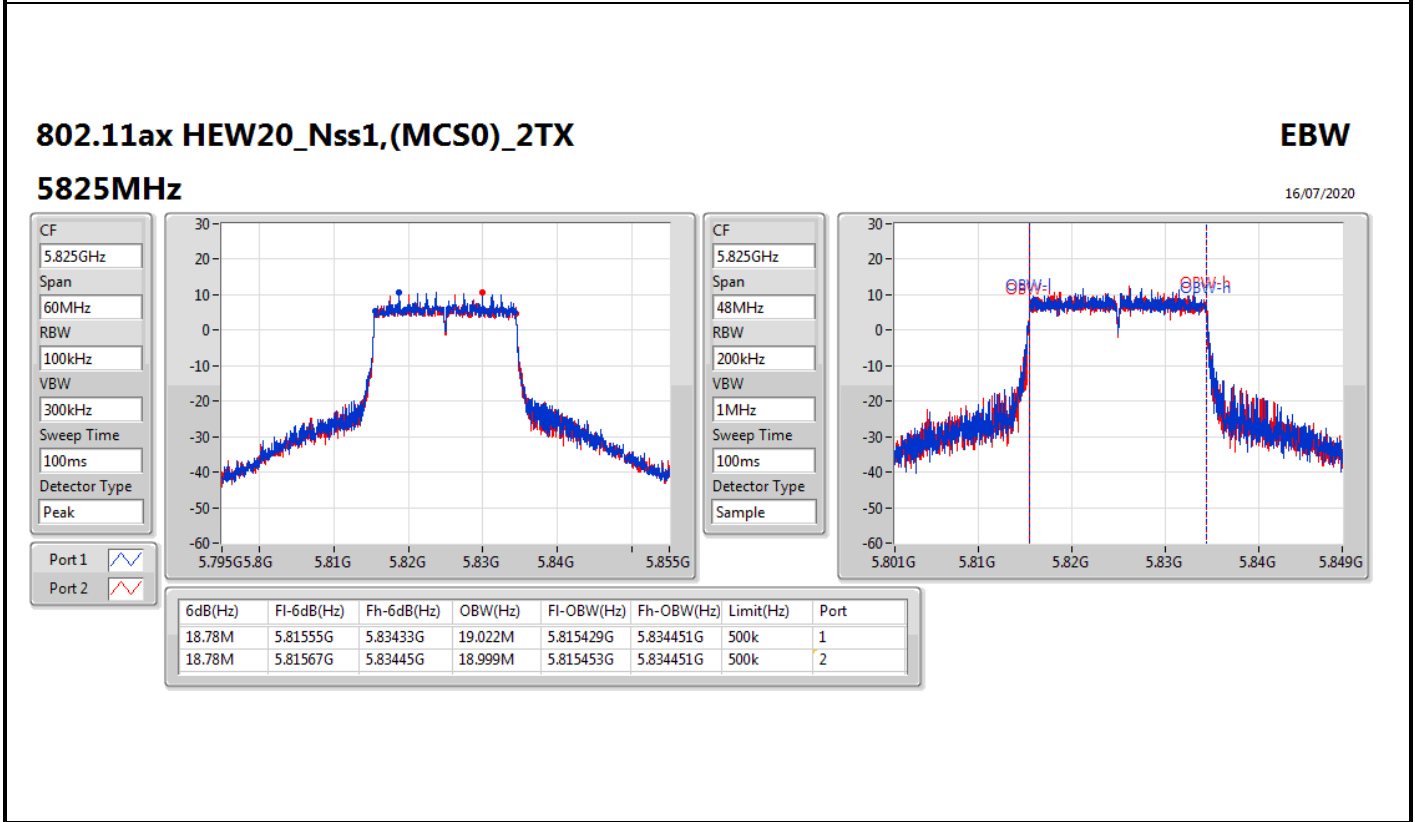 802.11ax HEW20_Nss1,(MCS0)_2TX
EBW
5825MHz
16/07/2020
CF
5.825GHz
Span
60MHz
RBW
100kHz
VBW
300kHz
Sweep Time
100ms
Detector Type
Peak
Port 1
Port 2
30
20
10
0
-10
-20
-30
-40
-50
-60
5.795G 5.8G 5.81G 5.82G 5.83G 5.84G 5.855G
CF
5.825GHz
Span
48MHz
RBW
200kHz
VBW
1MHz
Sweep Time
100ms
Detector Type
Sample
30
20
10
0
-10
-20
-30
-40
-50
-60
OBW-l OBW-h
OBW-l OBW-h
5.801G 5.81G 5.82G 5.83G 5.84G 5.849G
6dB(Hz) Fl-6dB(Hz) Fh-6dB(Hz) OBW(Hz) Fl-OBW(Hz) Fh-OBW(Hz) Limit(Hz) Port
18.78M 5.81555G 5.83433G 19.022M 5.815429G 5.834451G 500k 1
18.78M 5.81567G 5.83445G 18.999M 5.815453G 5.834451G 500k 2